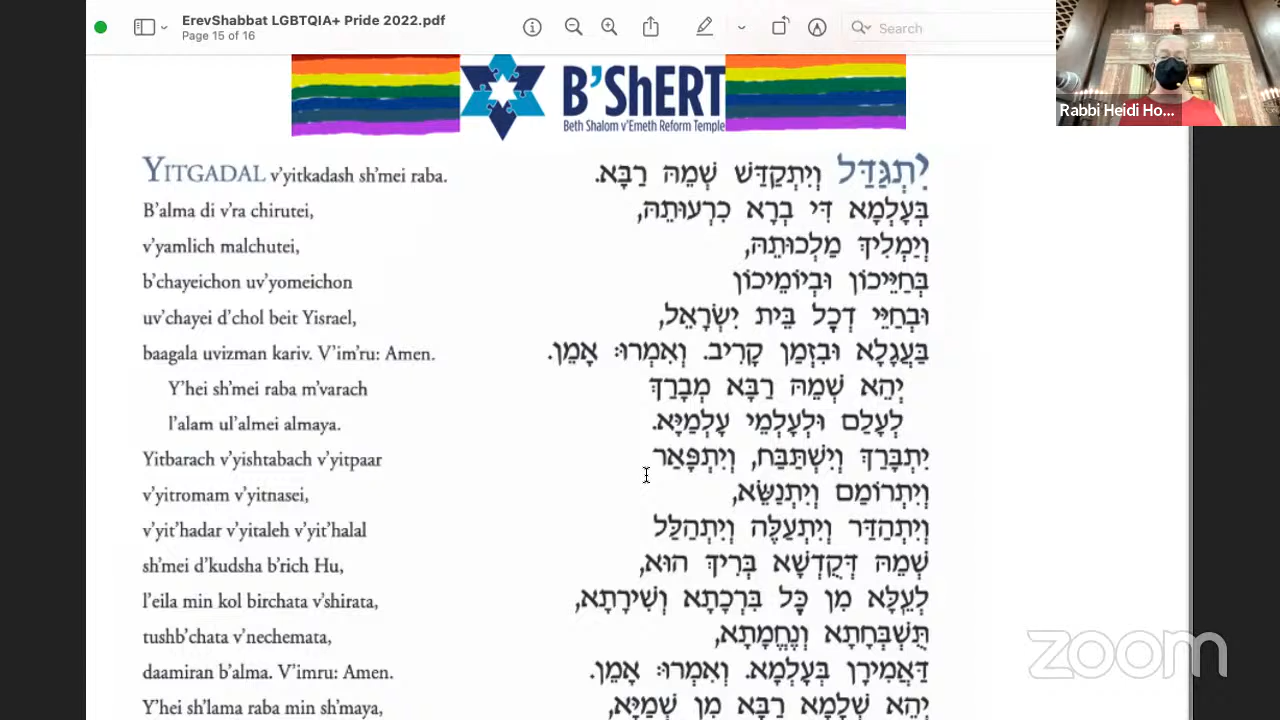 ErevShabbat LGBTQIA+ Pride 2022.pdf
Page 15 of 16
Search
Rabbi Heidi Ho...
B’ShERT
Beth Shalom v’Emeth Reform Temple
YITGADAL v’yitkadash sh’mei raba.
B’alma di v’ra chirutei,
v’yamlich malchutei,
b’chayeichon uv’yomeichon
uv’chayei d’chol beit Yisrael,
baagala uvizman kariv. V’im’ru: Amen.
Y’hei sh’mei raba m’varach
l’alam ul’almei almaya.
Yitbarach v’yishtabach v’yitpaar
v’yitromam v’yitnasei,
v’yit’hadar v’yitaleh v’yit’halal
sh’mei d’kudsha b’rich Hu,
l’eila min kol birchata v’shirata,
tushb’chata v’nechemata,
daamiran b’alma. V’imru: Amen.
Y’hei sh’lama raba min sh’maya,
יִתְגַּדַּל וְיִתְקַדַּשׁ שְׁמֵהּ רַבָּא.
בְּעָלְמָא דִּי בְרָא כִרְעוּתֵהּ,
וְיַמְלִיךְ מַלְכוּתֵהּ,
בְּחַיֵּיכוֹן וּבְיוֹמֵיכוֹן
וּבְחַיֵּי דְכׇל בֵּית יִשְׂרָאֵל,
בַּעֲגָלָא וּבִזְמַן קָרִיב. וְאִמְרוּ: אָמֵן.
יְהֵא שְׁמֵהּ רַבָּא מְבָרַךְ
לְעָלַם וּלְעָלְמֵי עָלְמַיָּא.
יִתְבָּרַךְ וְיִשְׁתַּבַּח, וְיִתְפָּאַר
וְיִתְרוֹמַם וְיִתְנַשֵּׂא,
וְיִתְהַדַּר וְיִתְעַלֶּה וְיִתְהַלַּל
שְׁמֵהּ דְּקֻדְשָׁא בְּרִיךְ הוּא,
לְעֵלָּא מִן כׇּל בִּרְכָתָא וְשִׁירָתָא,
תֻּשְׁבְּחָתָא וְנֶחֱמָתָא,
דַּאֲמִירָן בְּעָלְמָא. וְאִמְרוּ: אָמֵן.
יְהֵא שְׁלָמָא רַבָּא מִן שְׁמַיָּא,
zoom